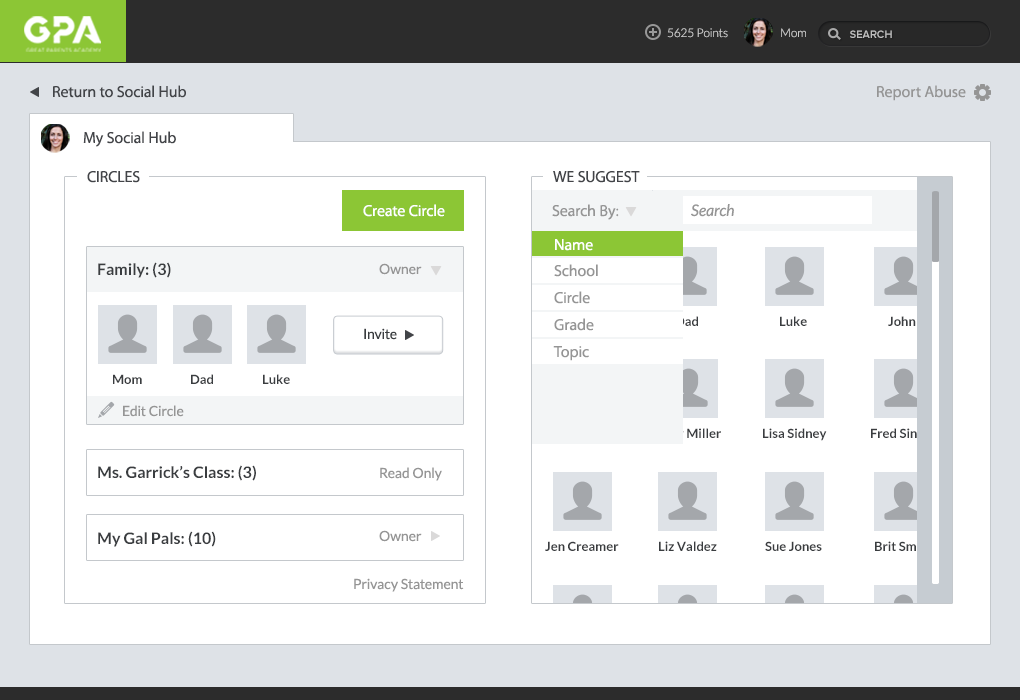 GPA
GREAT PARENTS ACADEMY
5625 Points
Mom
SEARCH
Return to Social Hub
Report Abuse
My Social Hub
CIRCLES
Create Circle
Family: (3)
Owner
Mom
Dad
Luke
Invite
Edit Circle
Ms. Garrick's Class: (3)
Read Only
My Gal Pals: (10)
Owner
Privacy Statement
WE SUGGEST
Search By:
Search
Name
School
Circle
Grade
Topic
ad
Luke
John
Miller
Lisa Sidney
Fred Sin
Jen Creamer
Liz Valdez
Sue Jones
Brit Sm